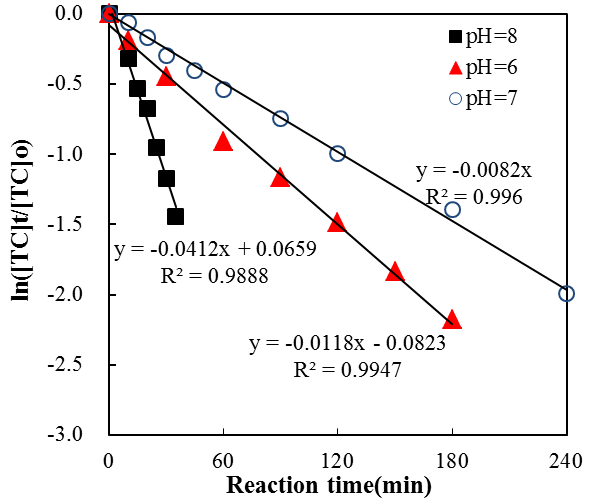 0.0
-0.5
-1.0
-1.5
-2.0
-2.5
-3.0
ln([TC]t/[TC]o)
pH=8
pH=6
pH=7
y = -0.0082x
R² = 0.996
y = -0.0412x + 0.0659
R² = 0.9888
y = -0.0118x - 0.0823
R² = 0.9947
0 60 120 180 240
Reaction time(min)